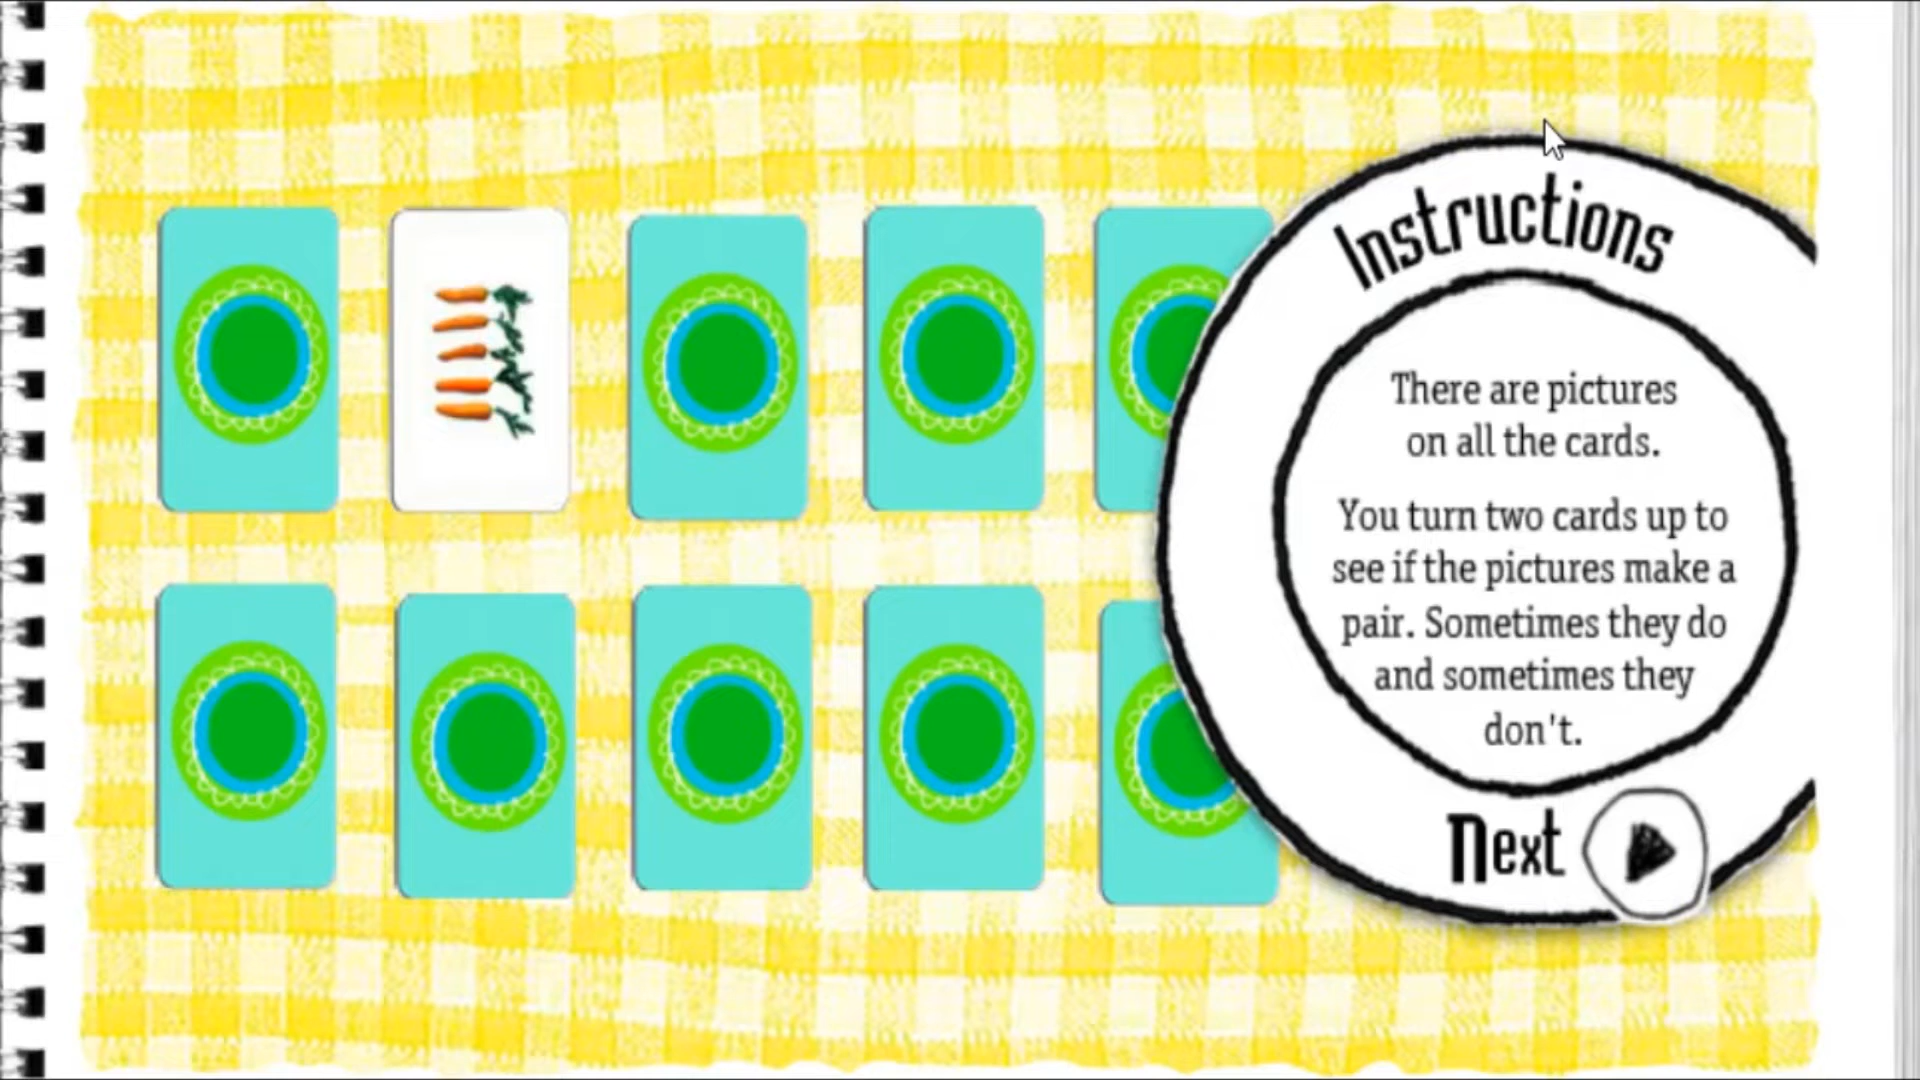 Instructions
There are pictures
on all the cards.
You turn two cards up to
see if the pictures make a
pair. Sometimes they do
and sometimes they
don't.
Next